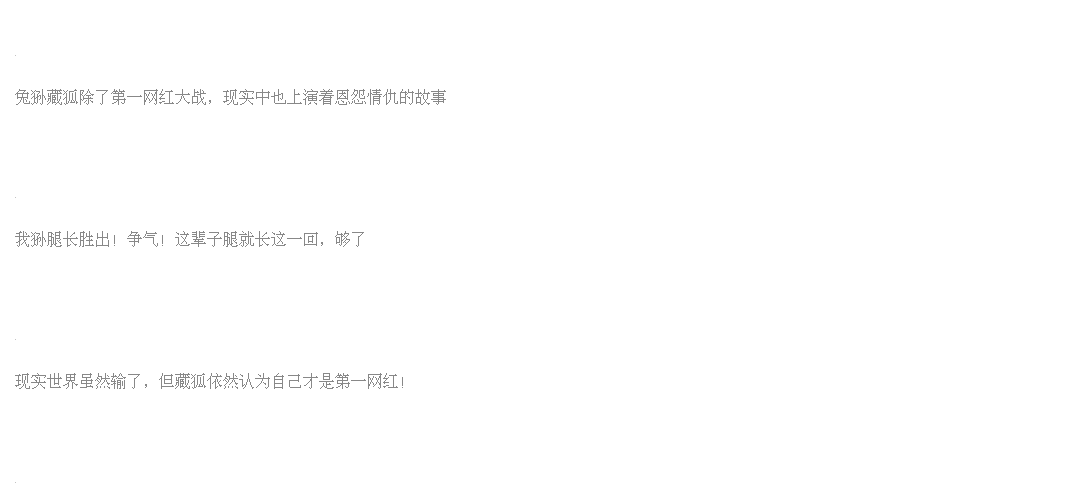 兔狲藏狐除了第一网红大战，现实中也上演着恩怨情仇的故事
我狲腿长胜出！争气！这辈子腿就长这一回，够了
现实世界虽然输了，但藏狐依然认为自己才是第一网红！